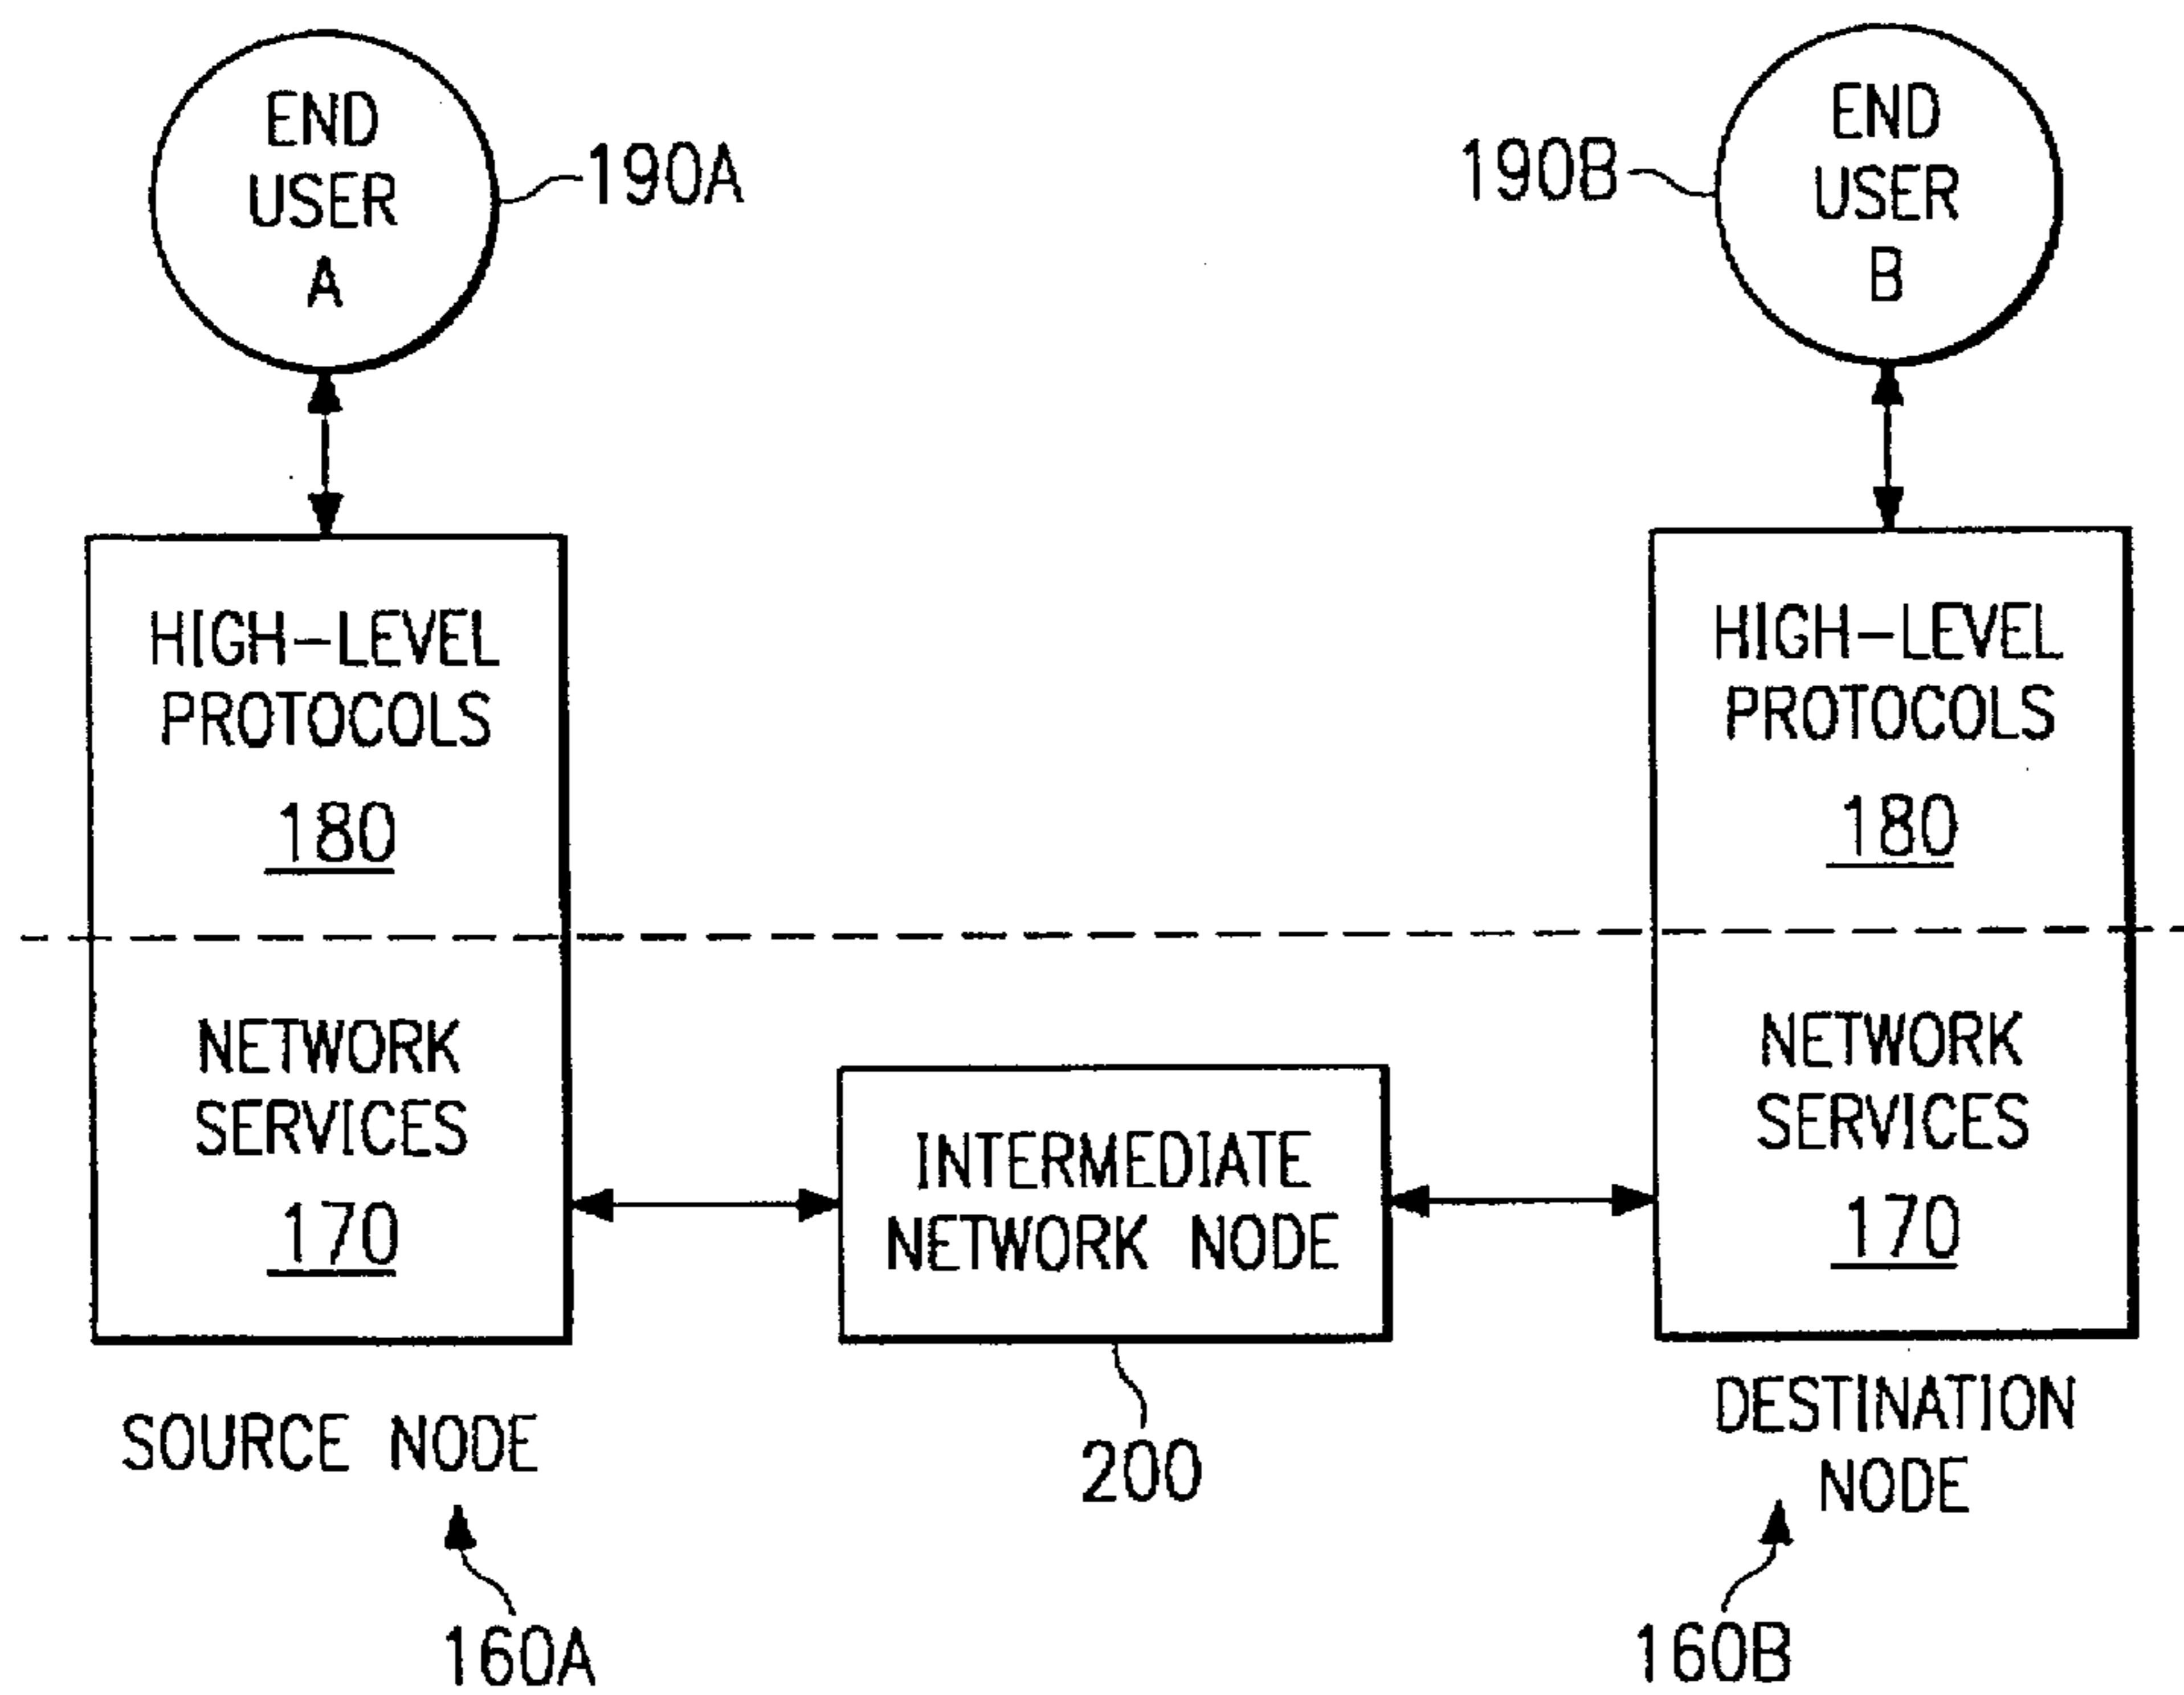 END
USER
A
190A
190B
END
USER
B
HIGH-LEVEL
PROTOCOLS
180
HIGH-LEVEL
PROTOCOLS
180
NETWORK
SERVICES
170
INTERMEDIATE
NETWORK NODE
200
NETWORK
SERVICES
170
SOURCE NODE
160A
DESTINATION
NODE
160B